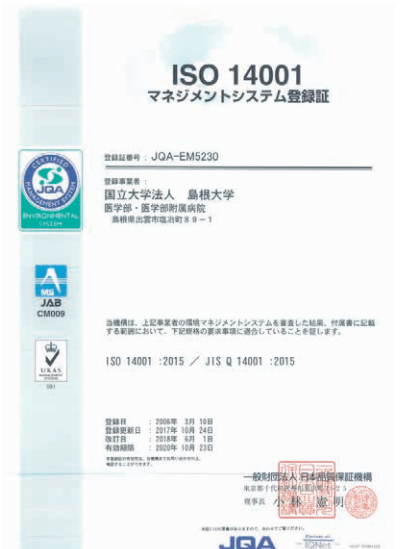 ISO 14001
マネジメントシステム登録証
登録証番号 : JQA-EM5230
登録事業者 :
国立大学法人 島根大学
医学部・医学部附属病院
島根県出雲市塩冶町89-1
CERTIFIED
MANAGEMENT SYSTEM
JQA
ENVIRONMENTAL
SYSTEM
MS
JAB
CM009
当機構は、上記事業者の環境マネジメントシステムを審査した結果、付属書に記載
する範囲において、下記規格の要求事項に適合していることを証します。
ISO 14001 :2015 / JIS Q 14001 :2015
UKAS
MANAGEMENT
SYSTEMS
登録日 : 2006年 3月 10日
登録更新日 : 2017年 10月 24日
改訂日 : 2018年 6月 1日
有効期限 : 2020年 10月 23日
一般財団法人 日本品質保証機構
理事長 小林 憲明
JQA